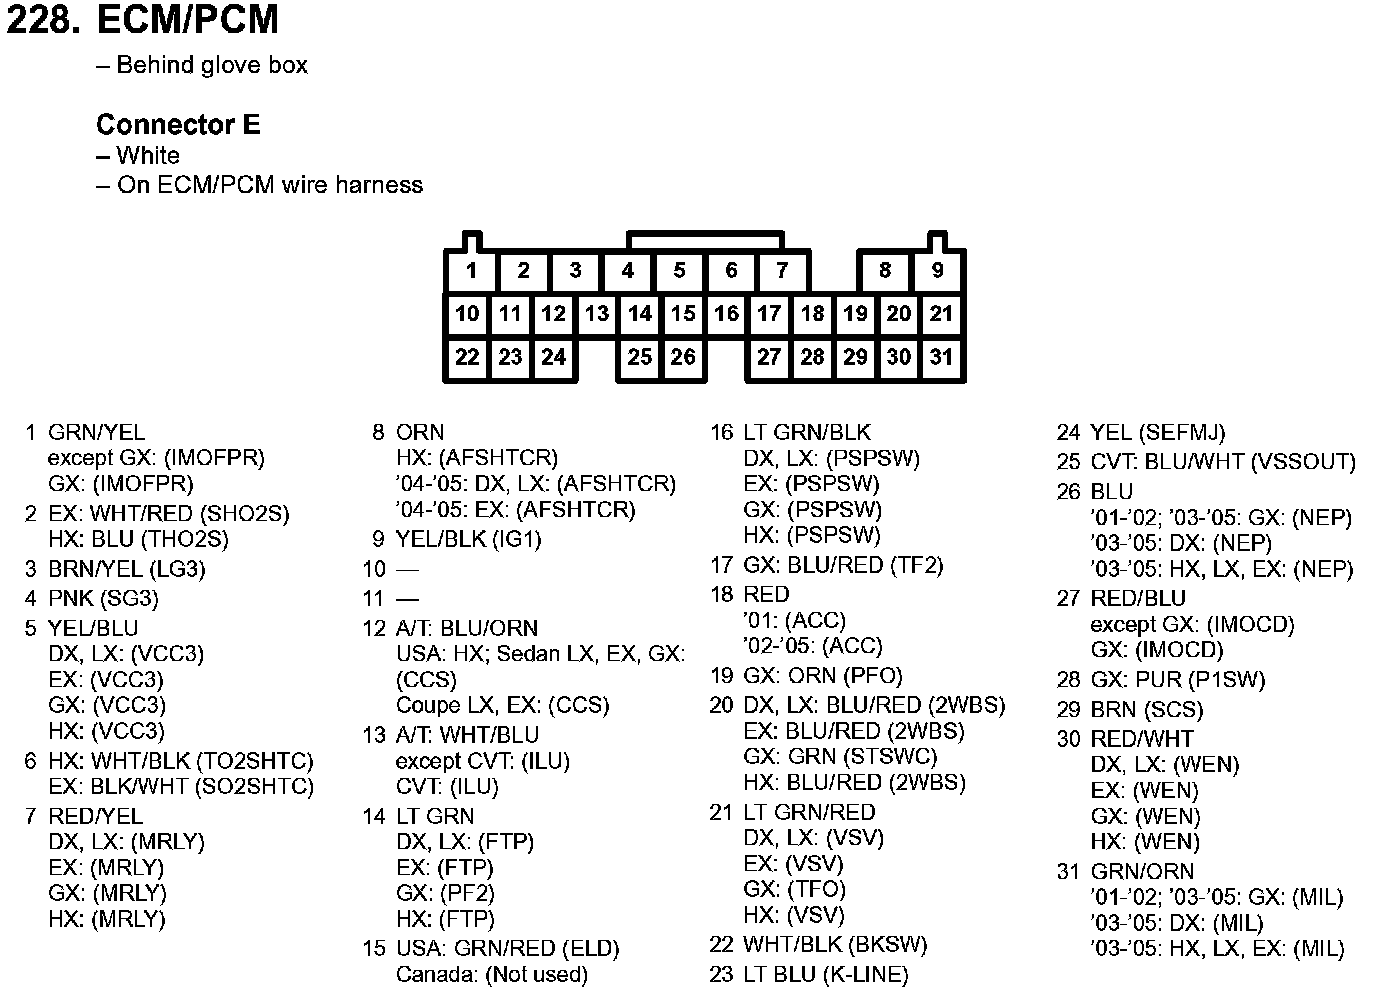 228. ECM/PCM
– Behind glove box
Connector E
– White
– On ECM/PCM wire harness
1 2 3 4 5 6 7 8 9
10 11 12 13 14 15 16 17 18 19 20 21
22 23 24 25 26 27 28 29 30 31
1 GRN/YEL
except GX: (IMOFPR)
GX: (IMOFPR)
2 EX: WHT/RED (SHO2S)
HX: BLU (THO2S)
3 BRN/YEL (LG3)
4 PNK (SG3)
5 YEL/BLU
DX, LX: (VCC3)
EX: (VCC3)
GX: (VCC3)
HX: (VCC3)
6 HX: WHT/BLK (TO2SHTC)
EX: BLK/WHT (SO2SHTC)
7 RED/YEL
DX, LX: (MRLY)
EX: (MRLY)
GX: (MRLY)
HX: (MRLY)
8 ORN
HX: (AFSHTCR)
'04-'05: DX, LX: (AFSHTCR)
'04-'05: EX: (AFSHTCR)
9 YEL/BLK (IG1)
10 —
11 —
12 A/T: BLU/ORN
USA: HX; Sedan LX, EX, GX:
(CCS)
Coupe LX, EX: (CCS)
13 A/T: WHT/BLU
except CVT: (ILU)
CVT: (ILU)
14 LT GRN
DX, LX: (FTP)
EX: (FTP)
GX: (PF2)
HX: (FTP)
15 USA: GRN/RED (ELD)
Canada: (Not used)
16 LT GRN/BLK
DX, LX: (PSPSW)
EX: (PSPSW)
GX: (PSPSW)
HX: (PSPSW)
17 GX: BLU/RED (TF2)
18 RED
'01: (ACC)
'02-'05: (ACC)
19 GX: ORN (PFO)
20 DX, LX: BLU/RED (2WBS)
EX: BLU/RED (2WBS)
GX: GRN (STSWC)
HX: BLU/RED (2WBS)
21 LT GRN/RED
DX, LX: (VSV)
EX: (VSV)
GX: (TFO)
HX: (VSV)
22 WHT/BLK (BKSW)
23 LT BLU (K-LINE)
24 YEL (SEFMJ)
25 CVT: BLU/WHT (VSSOUT)
26 BLU
'01-'02; '03-'05: GX: (NEP)
'03-'05: DX: (NEP)
'03-'05: HX, LX, EX: (NEP)
27 RED/BLU
except GX: (IMOCD)
GX: (IMOCD)
28 GX: PUR (P1SW)
29 BRN (SCS)
30 RED/WHT
DX, LX: (WEN)
EX: (WEN)
GX: (WEN)
HX: (WEN)
31 GRN/ORN
'01-'02; '03-'05: GX: (MIL)
'03-'05: DX: (MIL)
'03-'05: HX, LX, EX: (MIL)